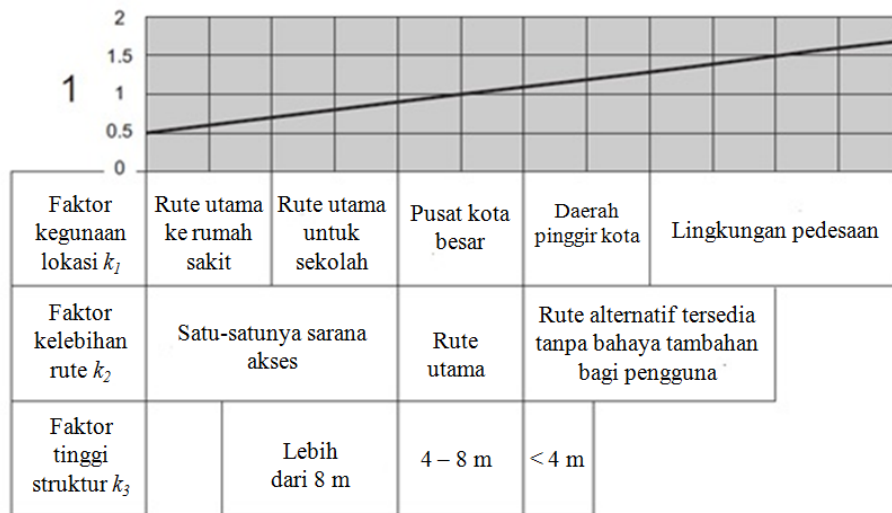 2
1.5
1
1
0.5
0
Faktor
kegunaan
lokasi k1
Rute utama
ke rumah
sakit
Rute utama
untuk
sekolah
Pusat kota
besar
Daerah
pinggir kota
Lingkungan pedesaan
Faktor
kelebihan
rute k2
Satu-satunya sarana
akses
Rute
utama
Rute alternatif tersedia
tanpa bahaya tambahan
bagi pengguna
Faktor
tinggi
struktur k3
Lebih
dari 8 m
4 – 8 m
< 4 m